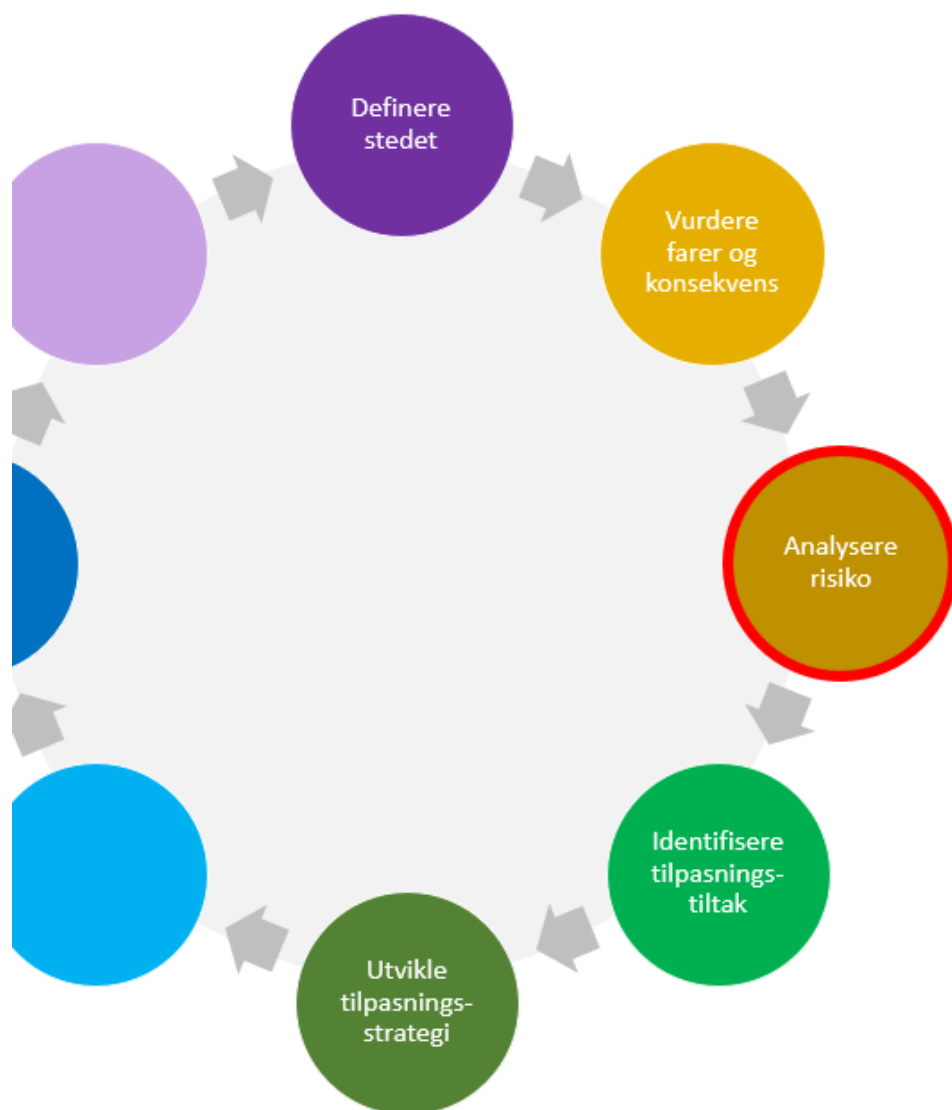 Definere
stedet
Vurdere
farer og
konsekvens
Analysere
risiko
Identifisere
tilpasnings-
tiltak
Utvikle
tilpasnings-
strategi